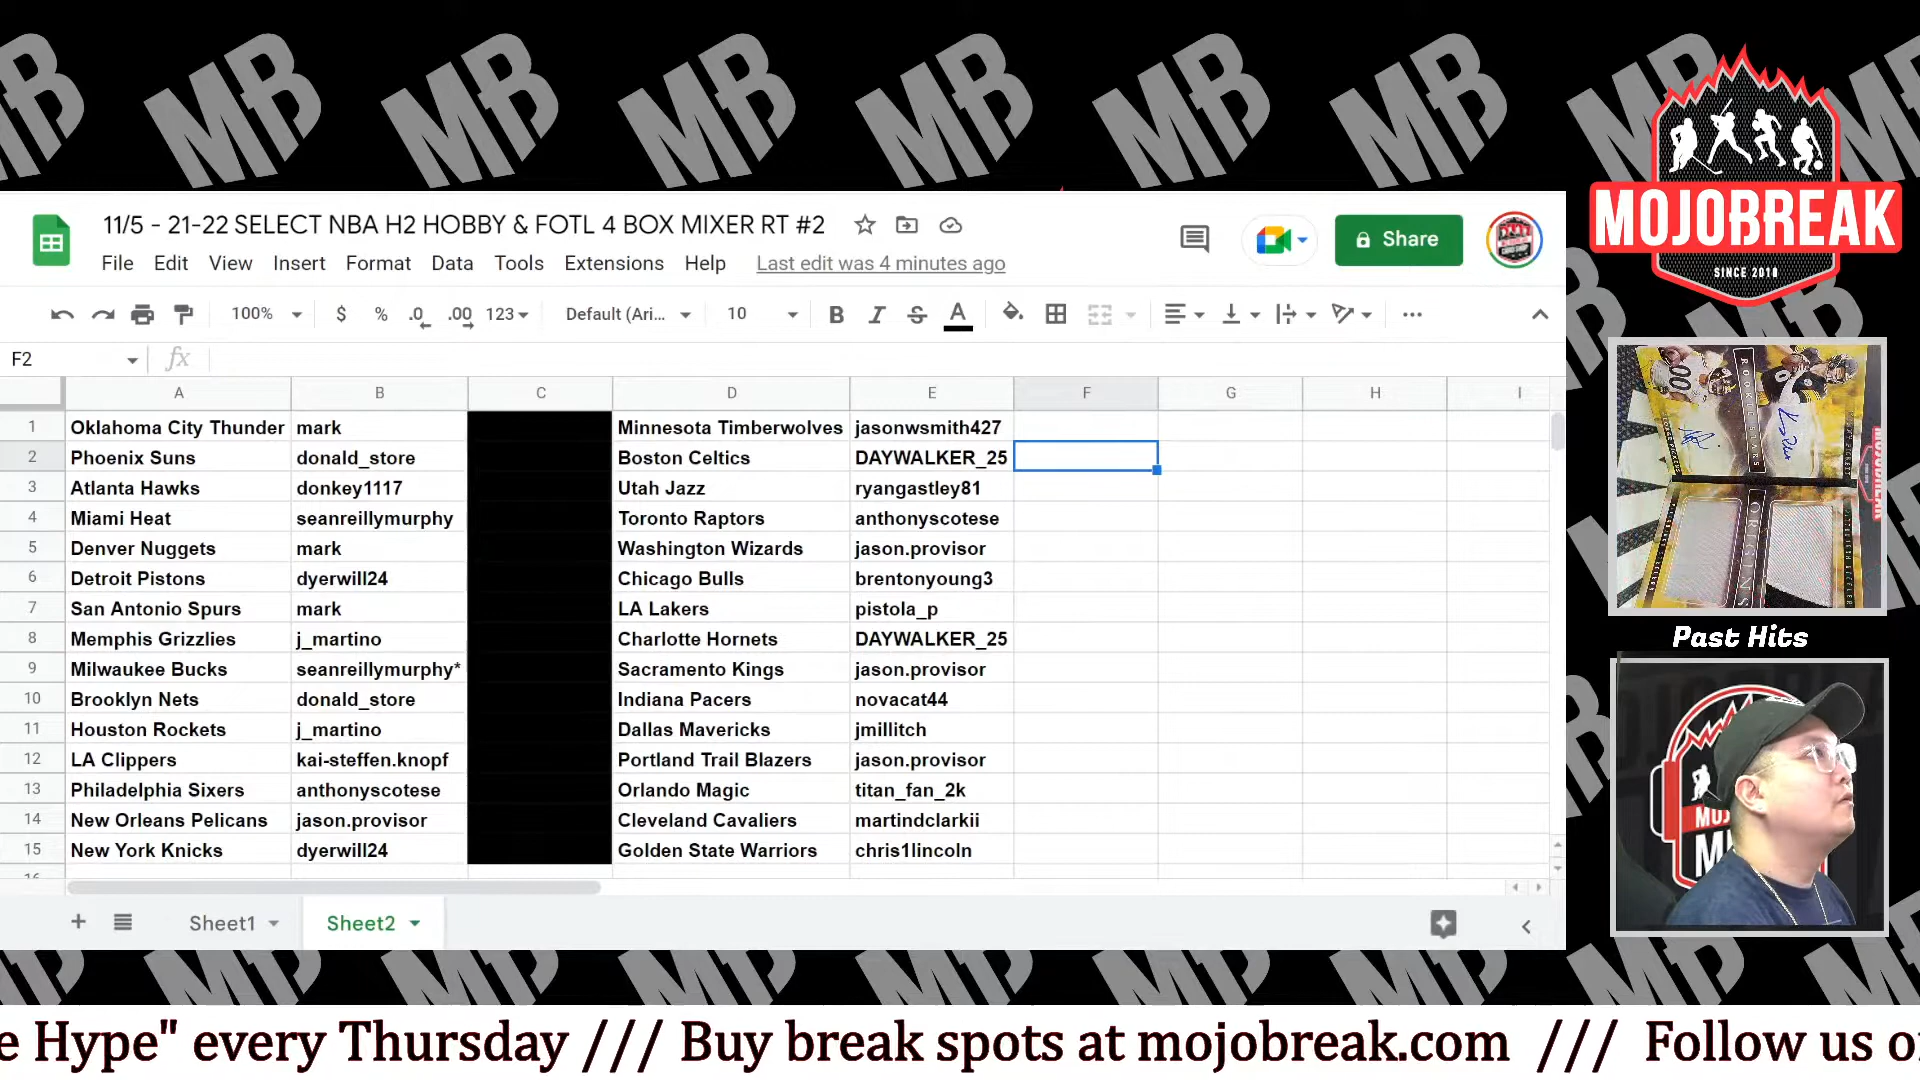 MOJOBREAK
SINCE 2010
11/5 - 21-22 SELECT NBA H2 HOBBY & FOTL 4 BOX MIXER RT #2
Share
File Edit View Insert Format Data Tools Extensions Help Last edit was 4 minutes ago
100% $ % .0 .00 123 Default (Ari... 10 B I S A
F2 fx
A B C D E F G H I
1 Oklahoma City Thunder mark Minnesota Timberwolves jasonwsmith427
2 Phoenix Suns donald_store Boston Celtics DAYWALKER_25
3 Atlanta Hawks donkey1117 Utah Jazz ryangastley81
4 Miami Heat seanreillymurphy Toronto Raptors anthonyscotese
5 Denver Nuggets mark Washington Wizards jason.provisor
6 Detroit Pistons dyerwill24 Chicago Bulls brentonyoung3
7 San Antonio Spurs mark LA Lakers pistola_p
8 Memphis Grizzlies j_martino Charlotte Hornets DAYWALKER_25
9 Milwaukee Bucks seanreillymurphy* Sacramento Kings jason.provisor
10 Brooklyn Nets donald_store Indiana Pacers novacat44
11 Houston Rockets j_martino Dallas Mavericks jmillitch
12 LA Clippers kai-steffen.knopf Portland Trail Blazers jason.provisor
13 Philadelphia Sixers anthonyscotese Orlando Magic titan_fan_2k
14 New Orleans Pelicans jason.provisor Cleveland Cavaliers martindclarkii
15 New York Knicks dyerwill24 Golden State Warriors chris1lincoln
Sheet1 Sheet2
ROOKIE STARS
ORIGINS
Past Hits
e Hype" every Thursday /// Buy break spots at mojobreak.com /// Follow us o